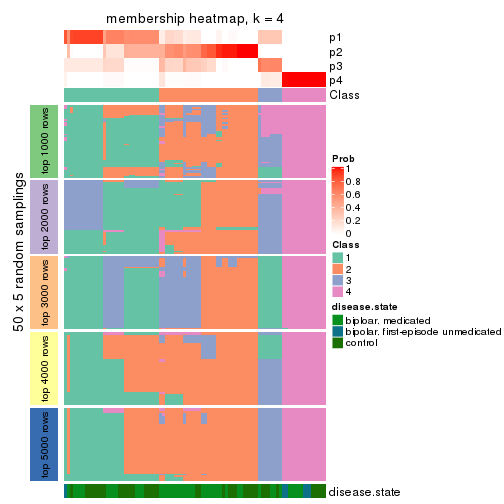 membership heatmap, k = 4
p1
p2
p3
p4
Class
50 x 5 random samplings
top 1000 rows
top 2000 rows
top 3000 rows
top 4000 rows
top 5000 rows
Prob
1
0.8
0.6
0.4
0.2
0
Class
1
2
3
4
disease.state
biploar. medicated
bipolar. first-episode unmedicated
control
disease.state